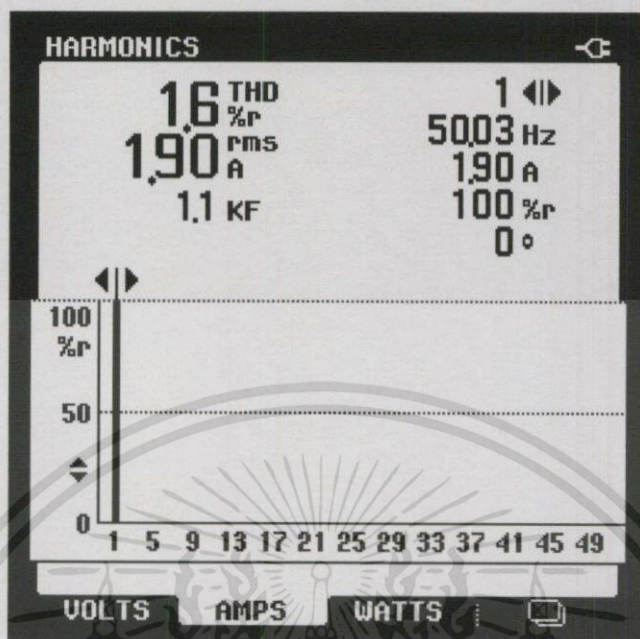 HARMONICS
1.6 THD %r
1.90 rms A
1.1 KF
1
50.03 Hz
1.90 A
100 %r
0 °
100
%r
50
0
1 5 9 13 17 21 25 29 33 37 41 45 49
VOLTS AMPS WATTS